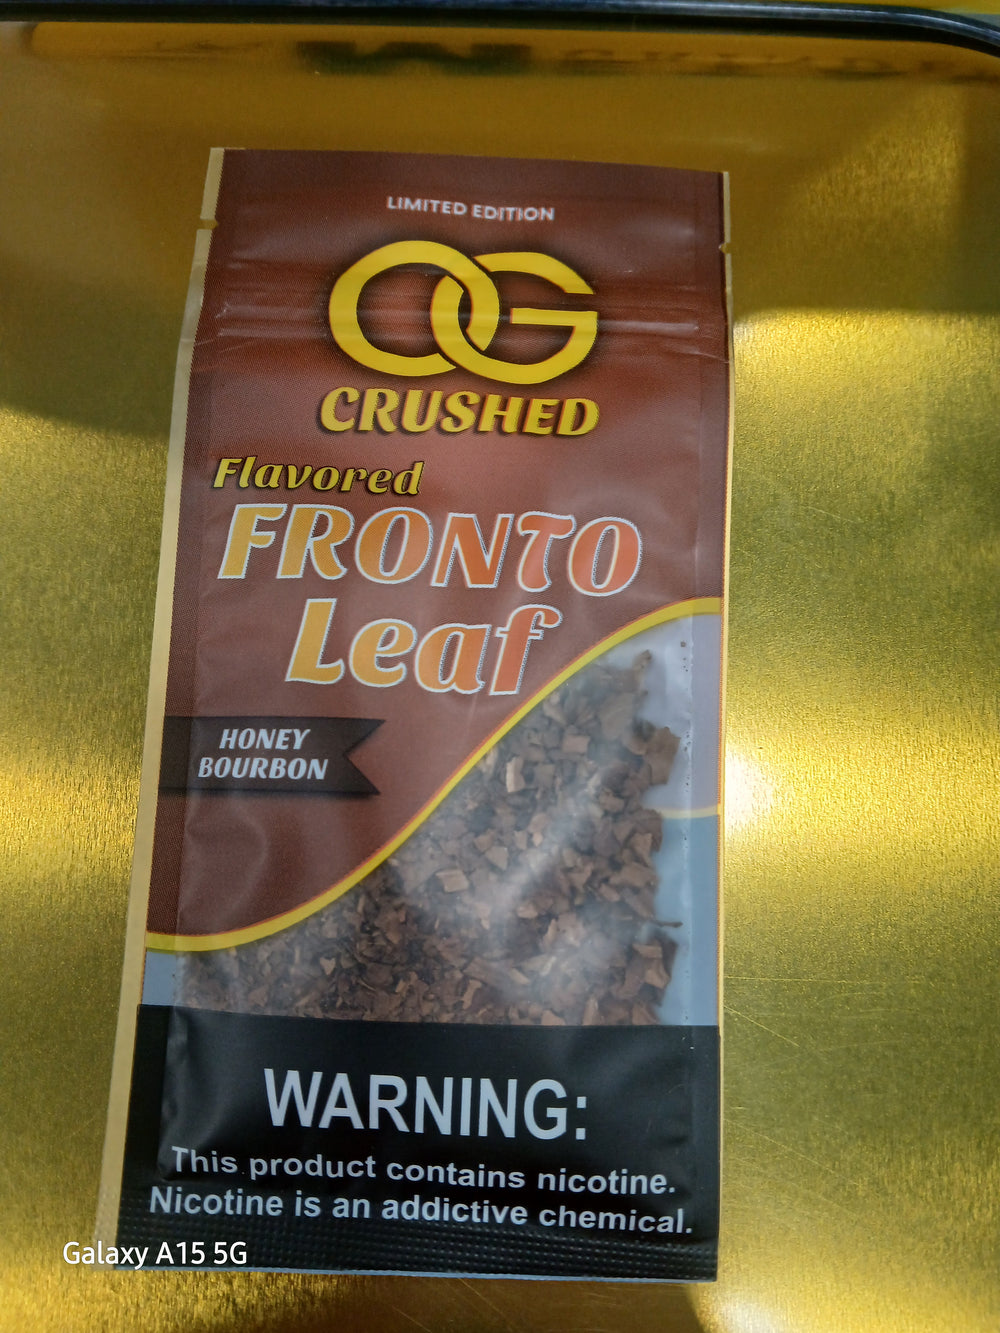 LIMITED EDITION
OG
CRUSHED
Flavored
FRONTO
Leaf
HONEY
BOURBON
WARNING:
This product contains nicotine.
Nicotine is an addictive chemical.
Galaxy A15 5G